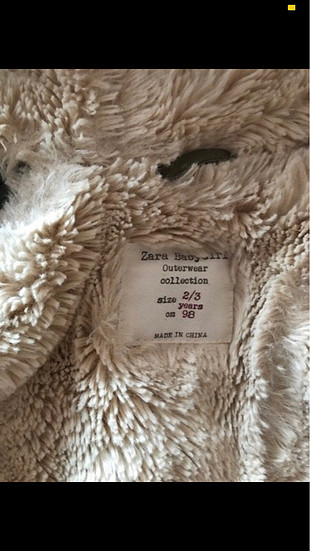 Zara Babygirl
Outerwear
collection
size 2/3
years
cm 98
MADE IN CHINA